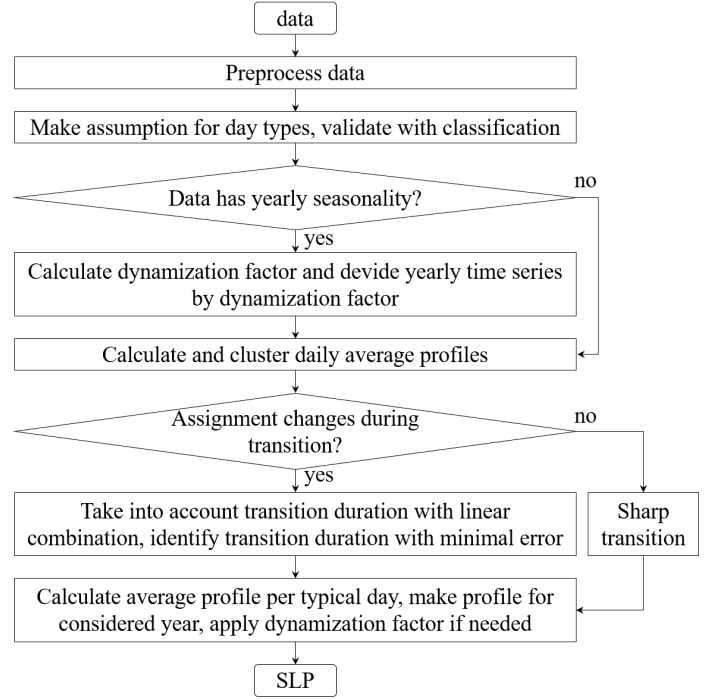 data
Preprocess data
Make assumption for day types, validate with classification
Data has yearly seasonality?
no
yes
Calculate dynamization factor and devide yearly time series
by dynamization factor
Calculate and cluster daily average profiles
Assignment changes during
transition?
no
yes
Take into account transition duration with linear
combination, identify transition duration with minimal error
Sharp
transition
Calculate average profile per typical day, make profile for
considered year, apply dynamization factor if needed
SLP